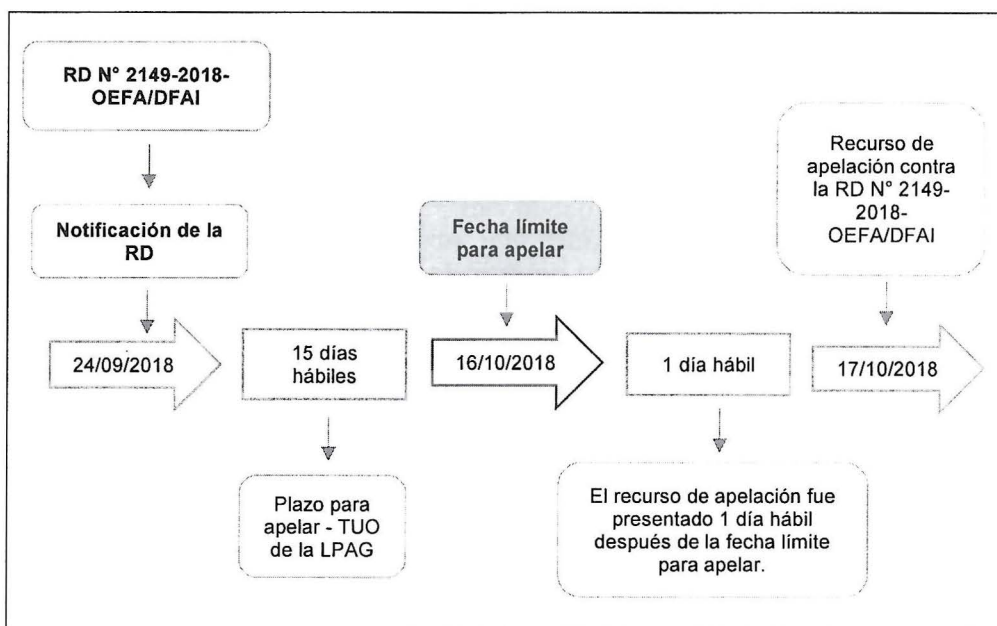 RD N° 2149-2018-
OEFA/DFAI
Notificación de la
RD
Fecha límite
para apelar
Recurso de
apelación contra
la RD N° 2149-
2018-
OEFA/DFAI
24/09/2018
15 días
hábiles
16/10/2018
1 día hábil
17/10/2018
Plazo para
apelar - TUO
de la LPAG
El recurso de apelación fue
presentado 1 día hábil
después de la fecha límite
para apelar.